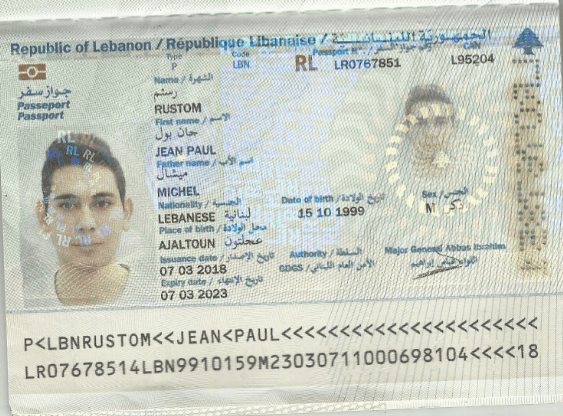 Republic of Lebanon / République Libanaise / الجمهورية اللبنانية
Type
P
Code
LBN
RL
LR0767851
CAN
L95204
جواز سفر
Passeport
Passport
Name / الشهرة
رستم
RUSTOM
First name / الاسم
جان بول
JEAN PAUL
Father name / اسم الأب
ميشال
MICHEL
Nationality / الجنسية
LEBANESE لبنانية
Date of birth / تاريخ الولادة
15 10 1999
Sex / الجنس
M ذكر
Place of birth / محل الولادة
AJALTOUN عجلتون
Issuance date / تاريخ الإصدار
07 03 2018
Authority / السلطة
GDGS / الأمن العام اللبناني
Major General Abbas Ibrahim
اللواء عباس ابراهيم
Expiry date / تاريخ الإنتهاء
07 03 2023
P<LBNRUSTOM<<JEAN<PAUL<<<<<<<<<<<<<<<<<<<<<<
LR07678514LBN9910159M23030711000698104<<<<18